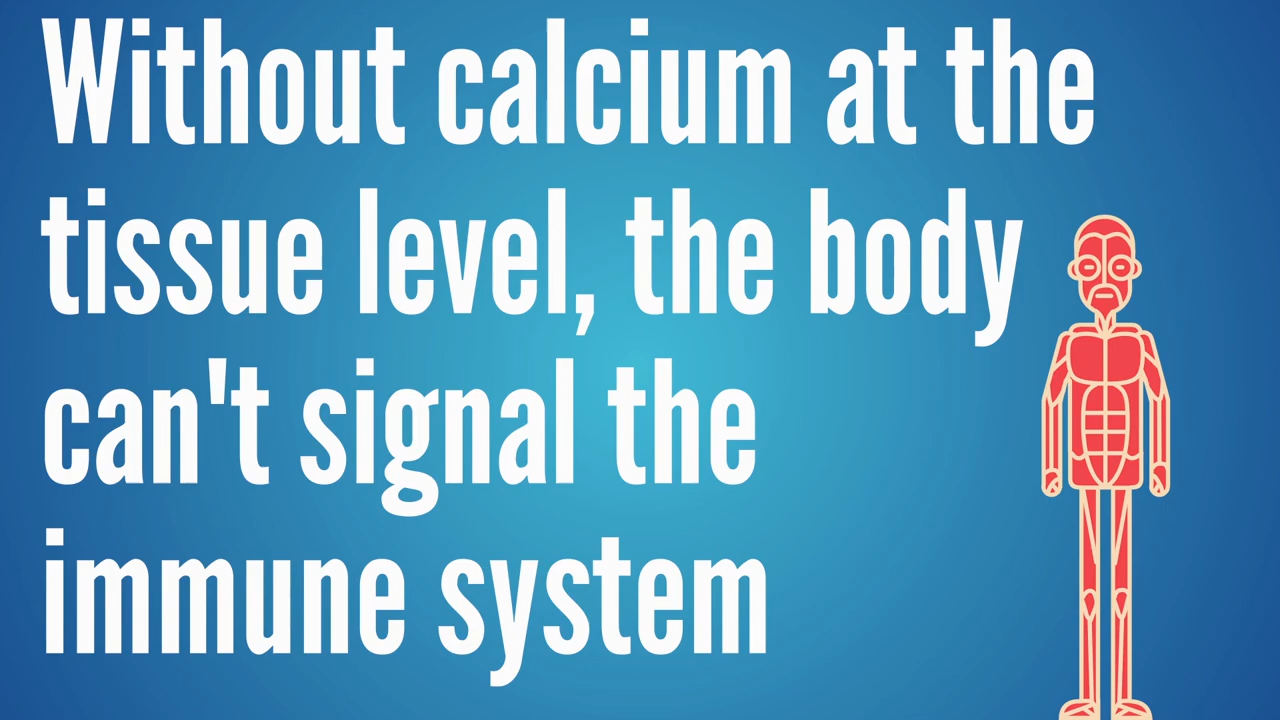 Without calcium at the
tissue level, the body
can't signal the
immune system